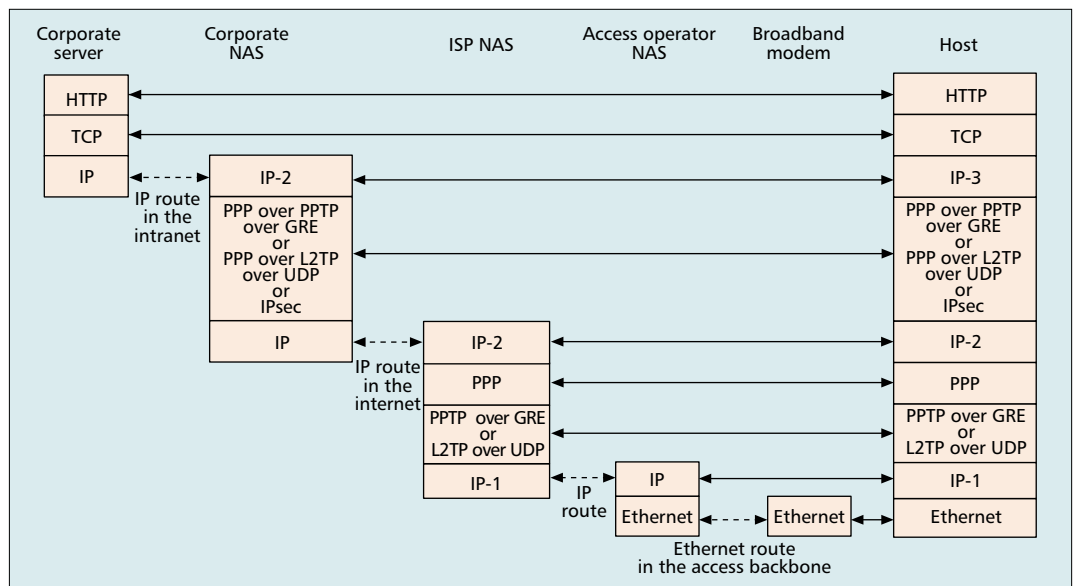 Corporate
server
Corporate
NAS
ISP NAS
Access operator
NAS
Broadband
modem
Host
HTTP
TCP
IP
IP route
in the
intranet
IP-2
PPP over PPTP
over GRE
or
PPP over L2TP
over UDP
or
IPsec
IP
IP route
in the
internet
IP-2
PPP
PPTP over GRE
or
L2TP over UDP
IP-1
IP
route
IP
Ethernet
Ethernet
Ethernet route
in the access backbone
HTTP
TCP
IP-3
PPP over PPTP
over GRE
or
PPP over L2TP
over UDP
or
IPsec
IP-2
PPP
PPTP over GRE
or
L2TP over UDP
IP-1
Ethernet